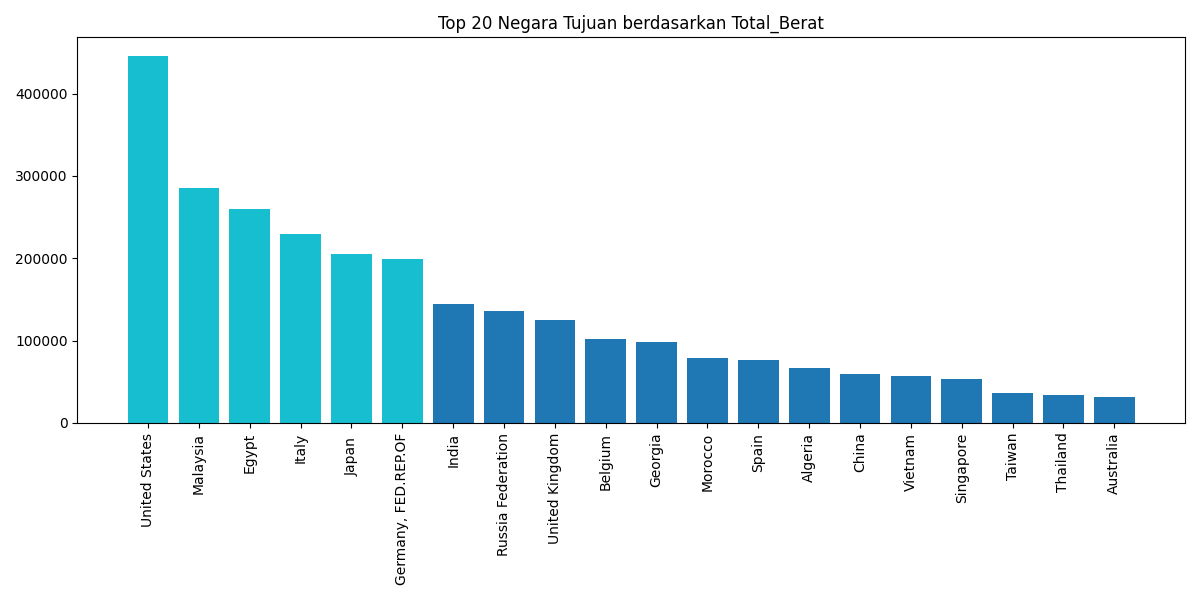 Top 20 Negara Tujuan berdasarkan Total_Berat
400000
300000
200000
100000
0
United States
Malaysia
Egypt
Italy
Japan
Germany, FED.REP.OF
India
Russia Federation
United Kingdom
Belgium
Georgia
Morocco
Spain
Algeria
China
Vietnam
Singapore
Taiwan
Thailand
Australia